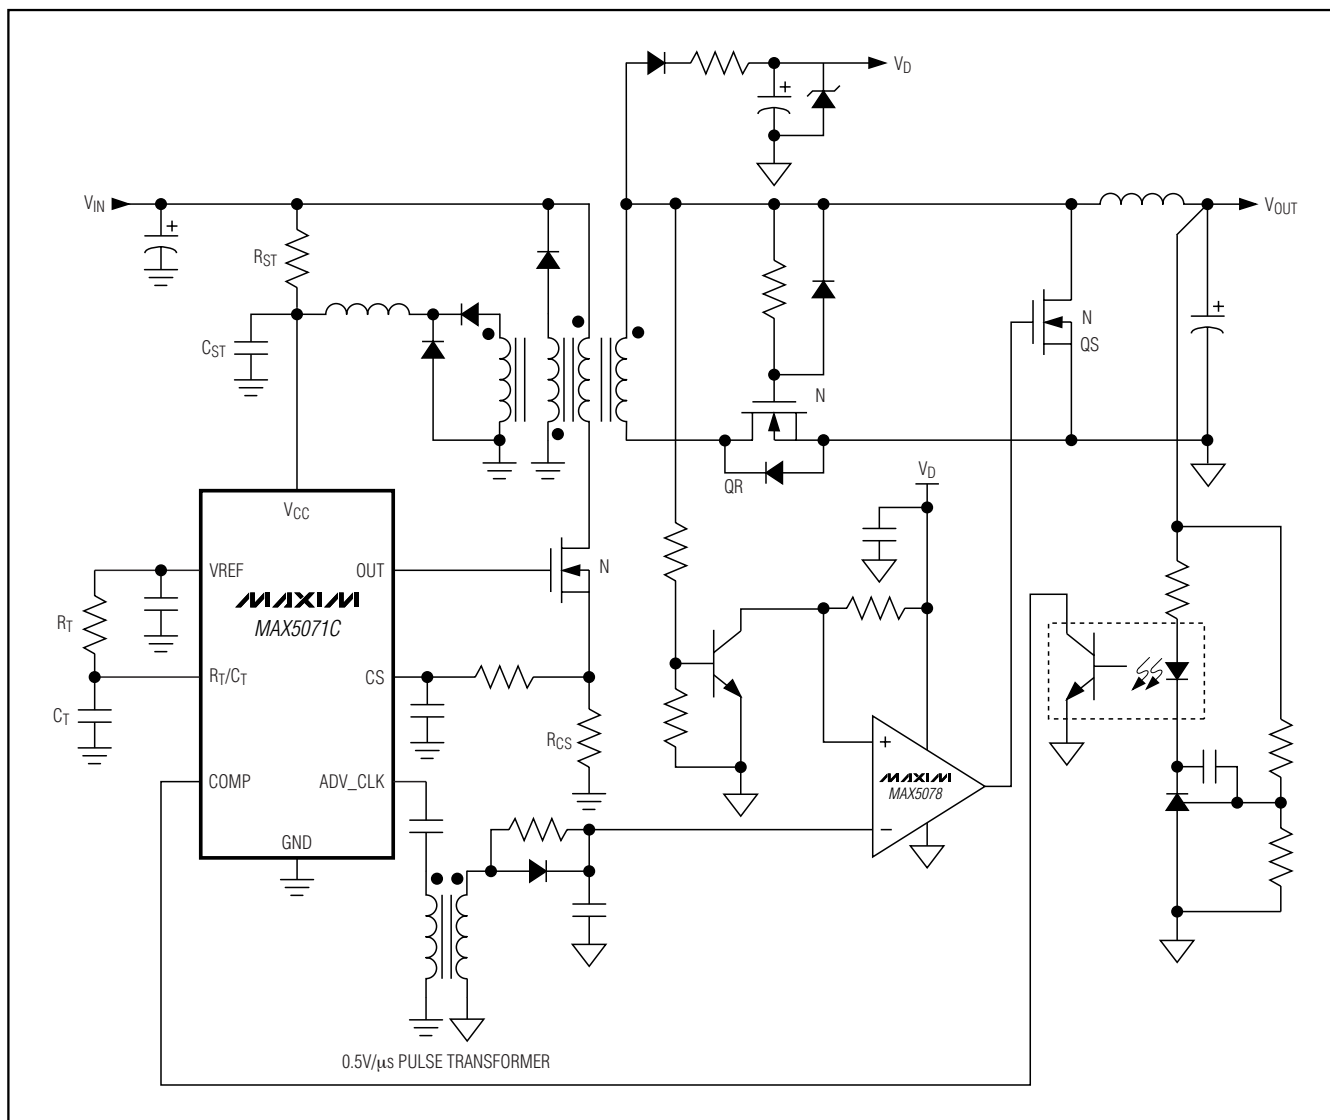 V_D
V_IN
V_OUT
R_ST
N
QS
C_ST
N
QR
V_D
V_CC
VREF
OUT
N
MAXIM
MAX5071C
R_T
R_T/C_T
CS
C_T
R_CS
COMP
ADV_CLK
MAXIM
MAX5078
+
−
GND
0.5V/μs PULSE TRANSFORMER
+
+
+